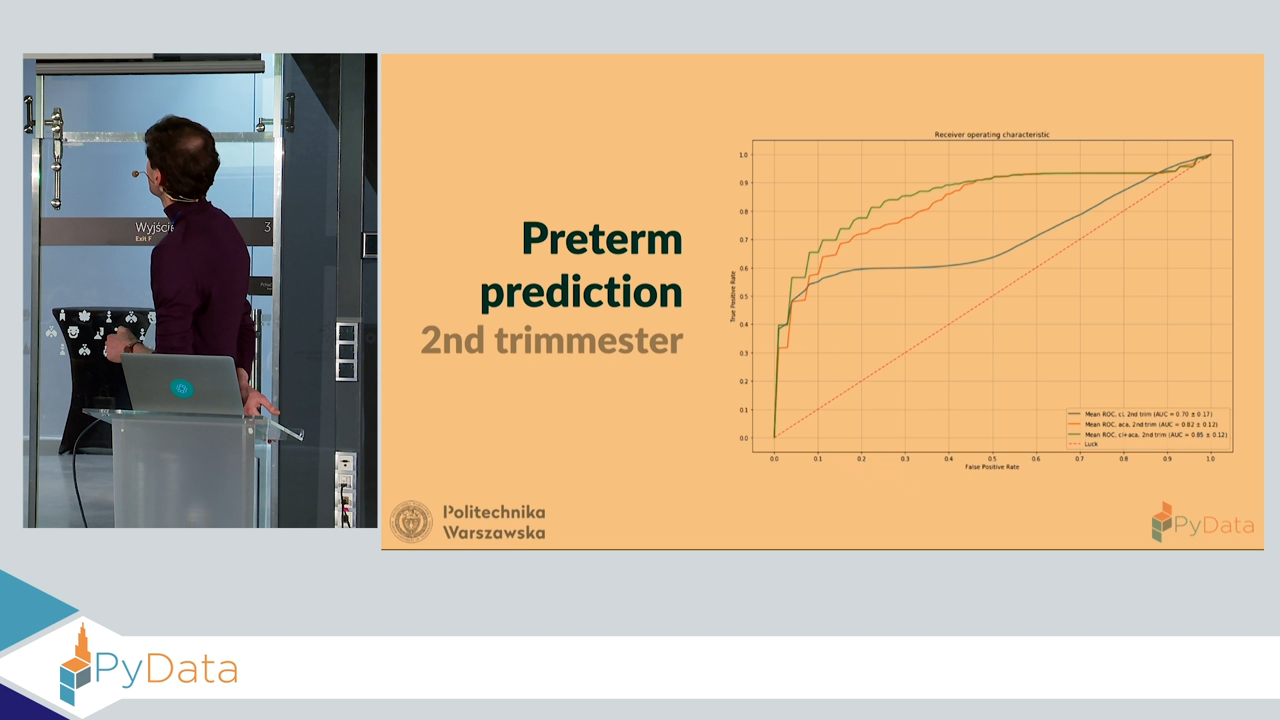 Wyjści
Exit F
3
Preterm
prediction
2nd trimmester
Receiver operating characteristic
True Positive Rate
1.0
0.9
0.8
0.7
0.6
0.5
0.4
0.3
0.2
0.1
0.0
Mean ROC, cl, 2nd trim (AUC = 0.70 ± 0.17)
Mean ROC, aca, 2nd trim (AUC = 0.82 ± 0.12)
Mean ROC, cl+aca, 2nd trim (AUC = 0.85 ± 0.12)
Luck
0.0 0.1 0.2 0.3 0.4 0.5 0.6 0.7 0.8 0.9 1.0
False Positive Rate
Politechnika
Warszawska
PyData
PyData